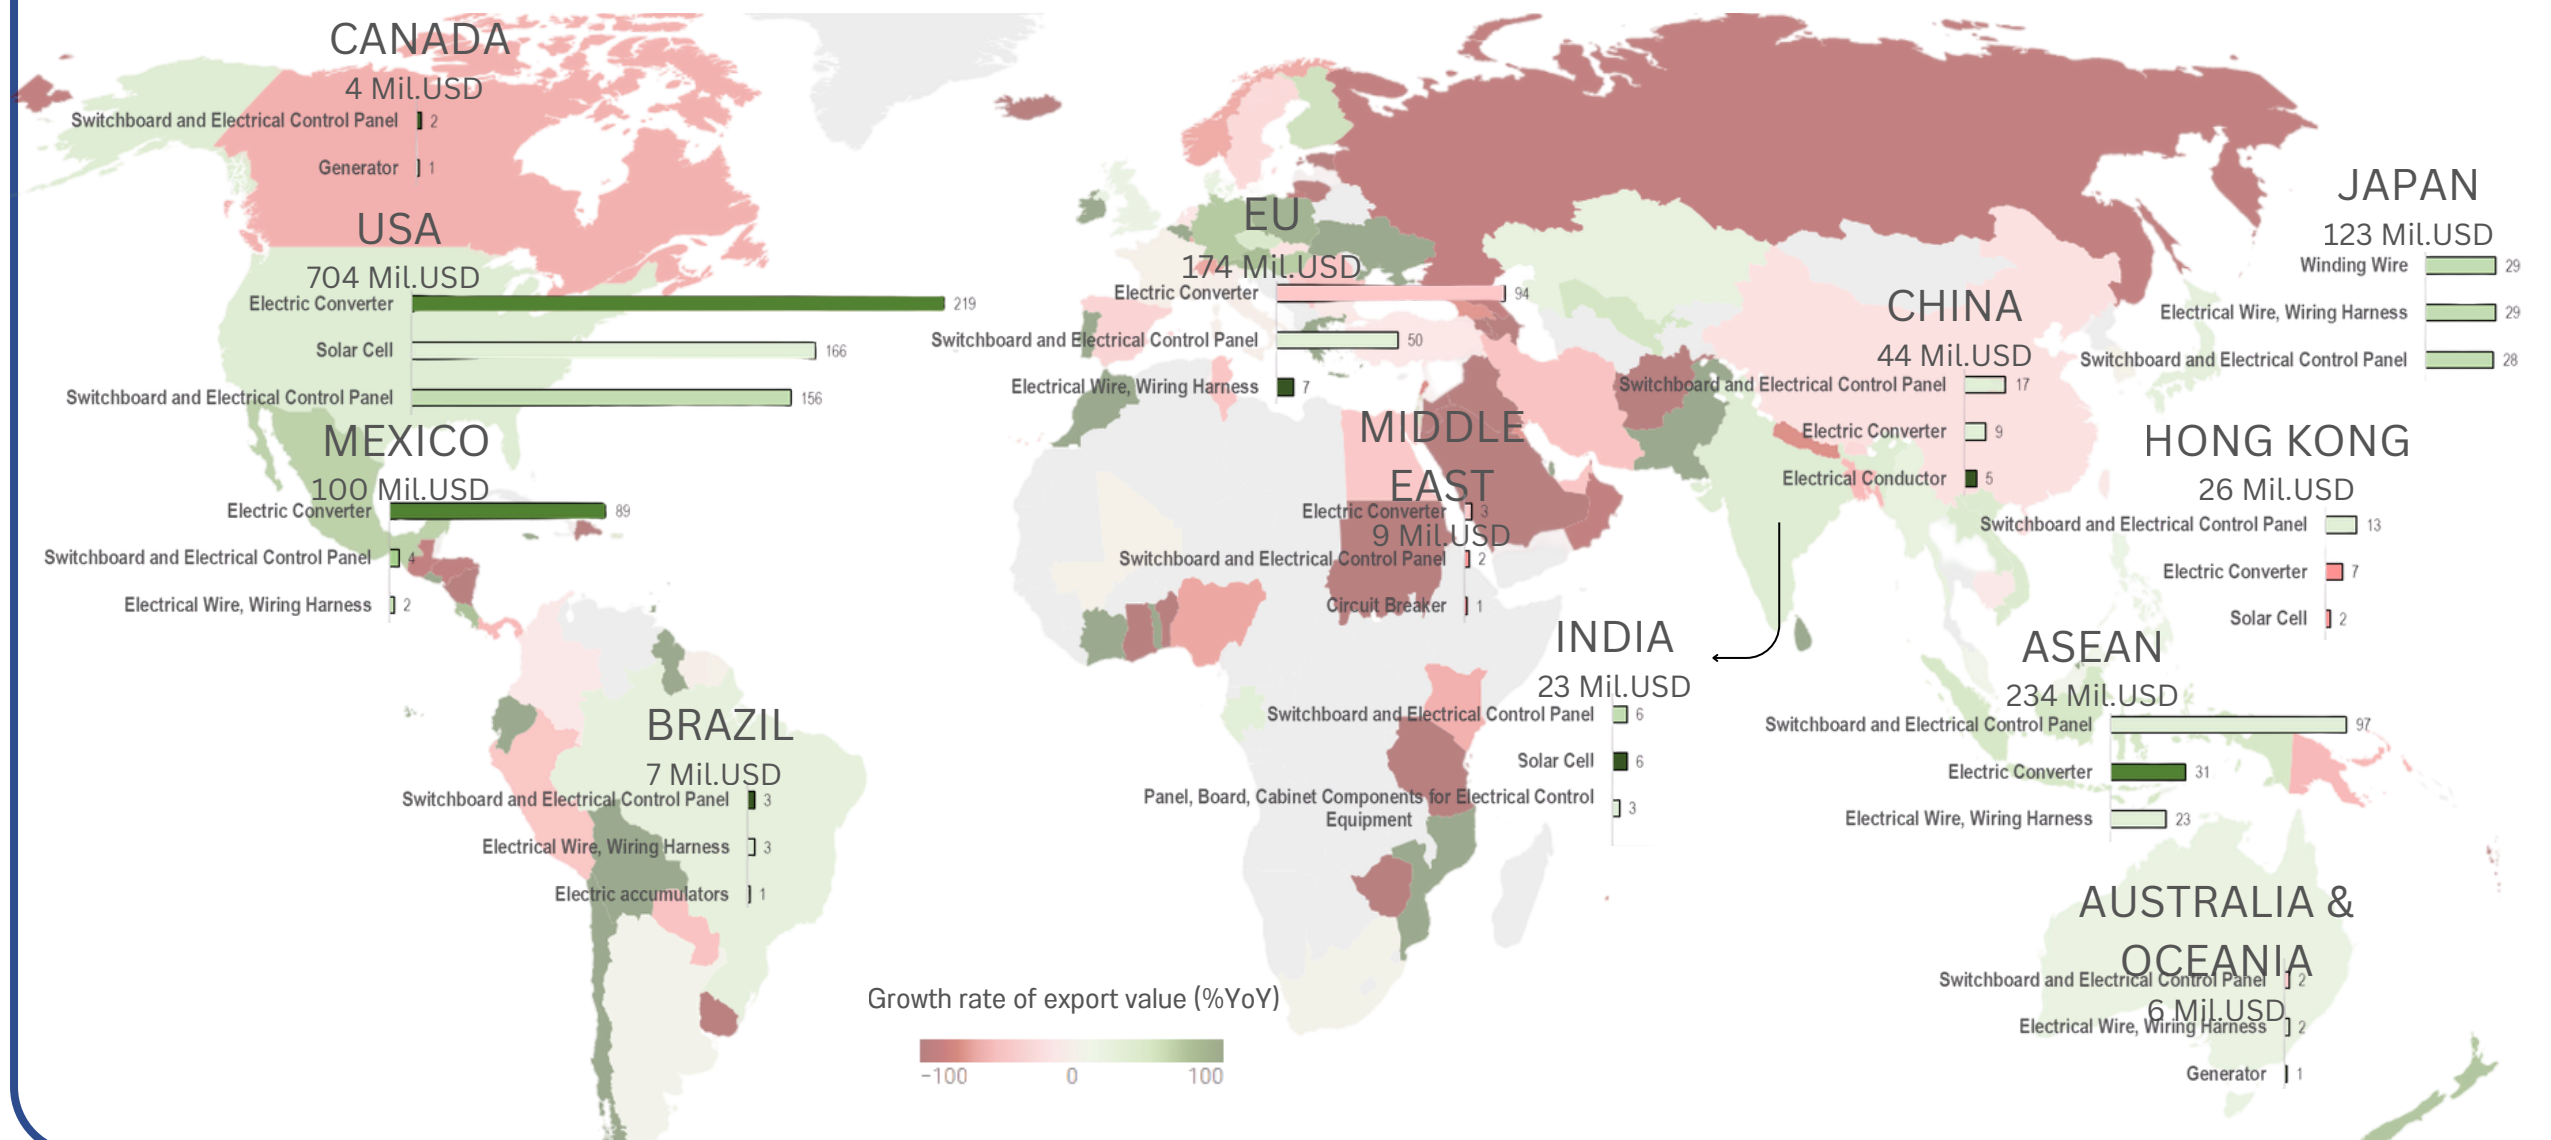 CANADA
4 Mil.USD
Switchboard and Electrical Control Panel 2
Generator 1
USA
704 Mil.USD
Electric Converter 219
Solar Cell 166
Switchboard and Electrical Control Panel 156
MEXICO
100 Mil.USD
Electric Converter 89
Switchboard and Electrical Control Panel 4
Electrical Wire, Wiring Harness 2
BRAZIL
7 Mil.USD
Switchboard and Electrical Control Panel 3
Electrical Wire, Wiring Harness 3
Electric accumulators 1
EU
174 Mil.USD
Electric Converter 94
Switchboard and Electrical Control Panel 50
Electrical Wire, Wiring Harness 7
MIDDLE
EAST
Electric Converter 3
9 Mil.USD
Switchboard and Electrical Control Panel 2
Circuit Breaker 1
INDIA
23 Mil.USD
Switchboard and Electrical Control Panel 6
Solar Cell 6
Panel, Board, Cabinet Components for Electrical Control
Equipment 3
CHINA
44 Mil.USD
Switchboard and Electrical Control Panel 17
Electric Converter 9
Electrical Conductor 5
JAPAN
123 Mil.USD
Winding Wire 29
Electrical Wire, Wiring Harness 29
Switchboard and Electrical Control Panel 28
HONG KONG
26 Mil.USD
Switchboard and Electrical Control Panel 13
Electric Converter 7
Solar Cell 2
ASEAN
234 Mil.USD
Switchboard and Electrical Control Panel 97
Electric Converter 31
Electrical Wire, Wiring Harness 23
AUSTRALIA &
OCEANIA
Switchboard and Electrical Control Panel 2
6 Mil.USD
Electrical Wire, Wiring Harness 2
Generator 1
Growth rate of export value (%YoY)
−100 0 100